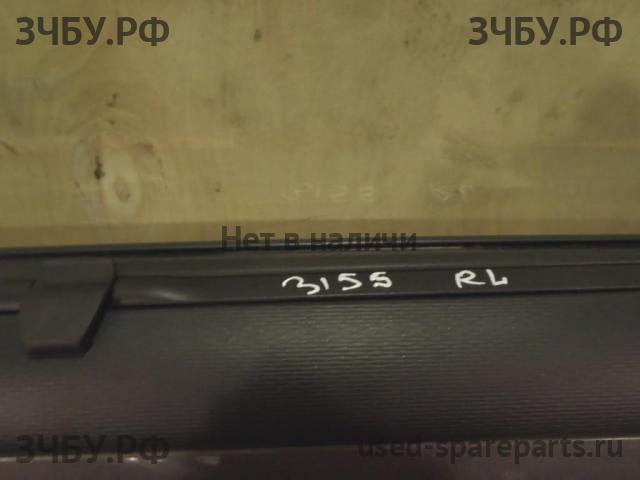 ЗЧБУ.РФ ЗЧБУ.РФ
Нет в наличи
3155 RL
ЗЧБУ.РФ used-spareparts.ru